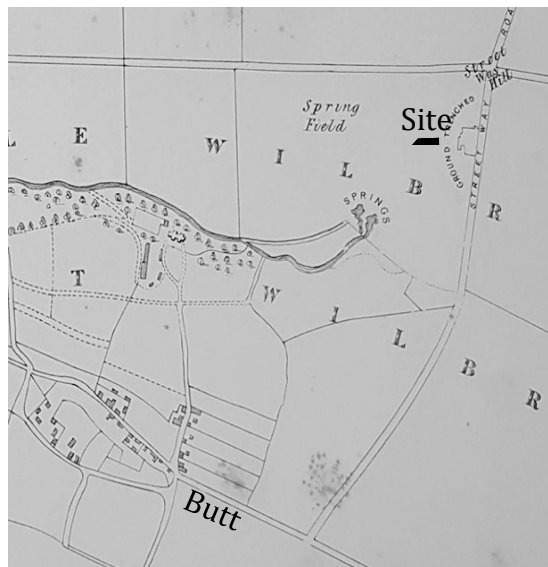 ROAD
Street
Way
Hill
Spring
Field
Site
GROUND TRENCHED
STREET WAY
L E W I L B R
SPRINGS
T W I L B R
Butt